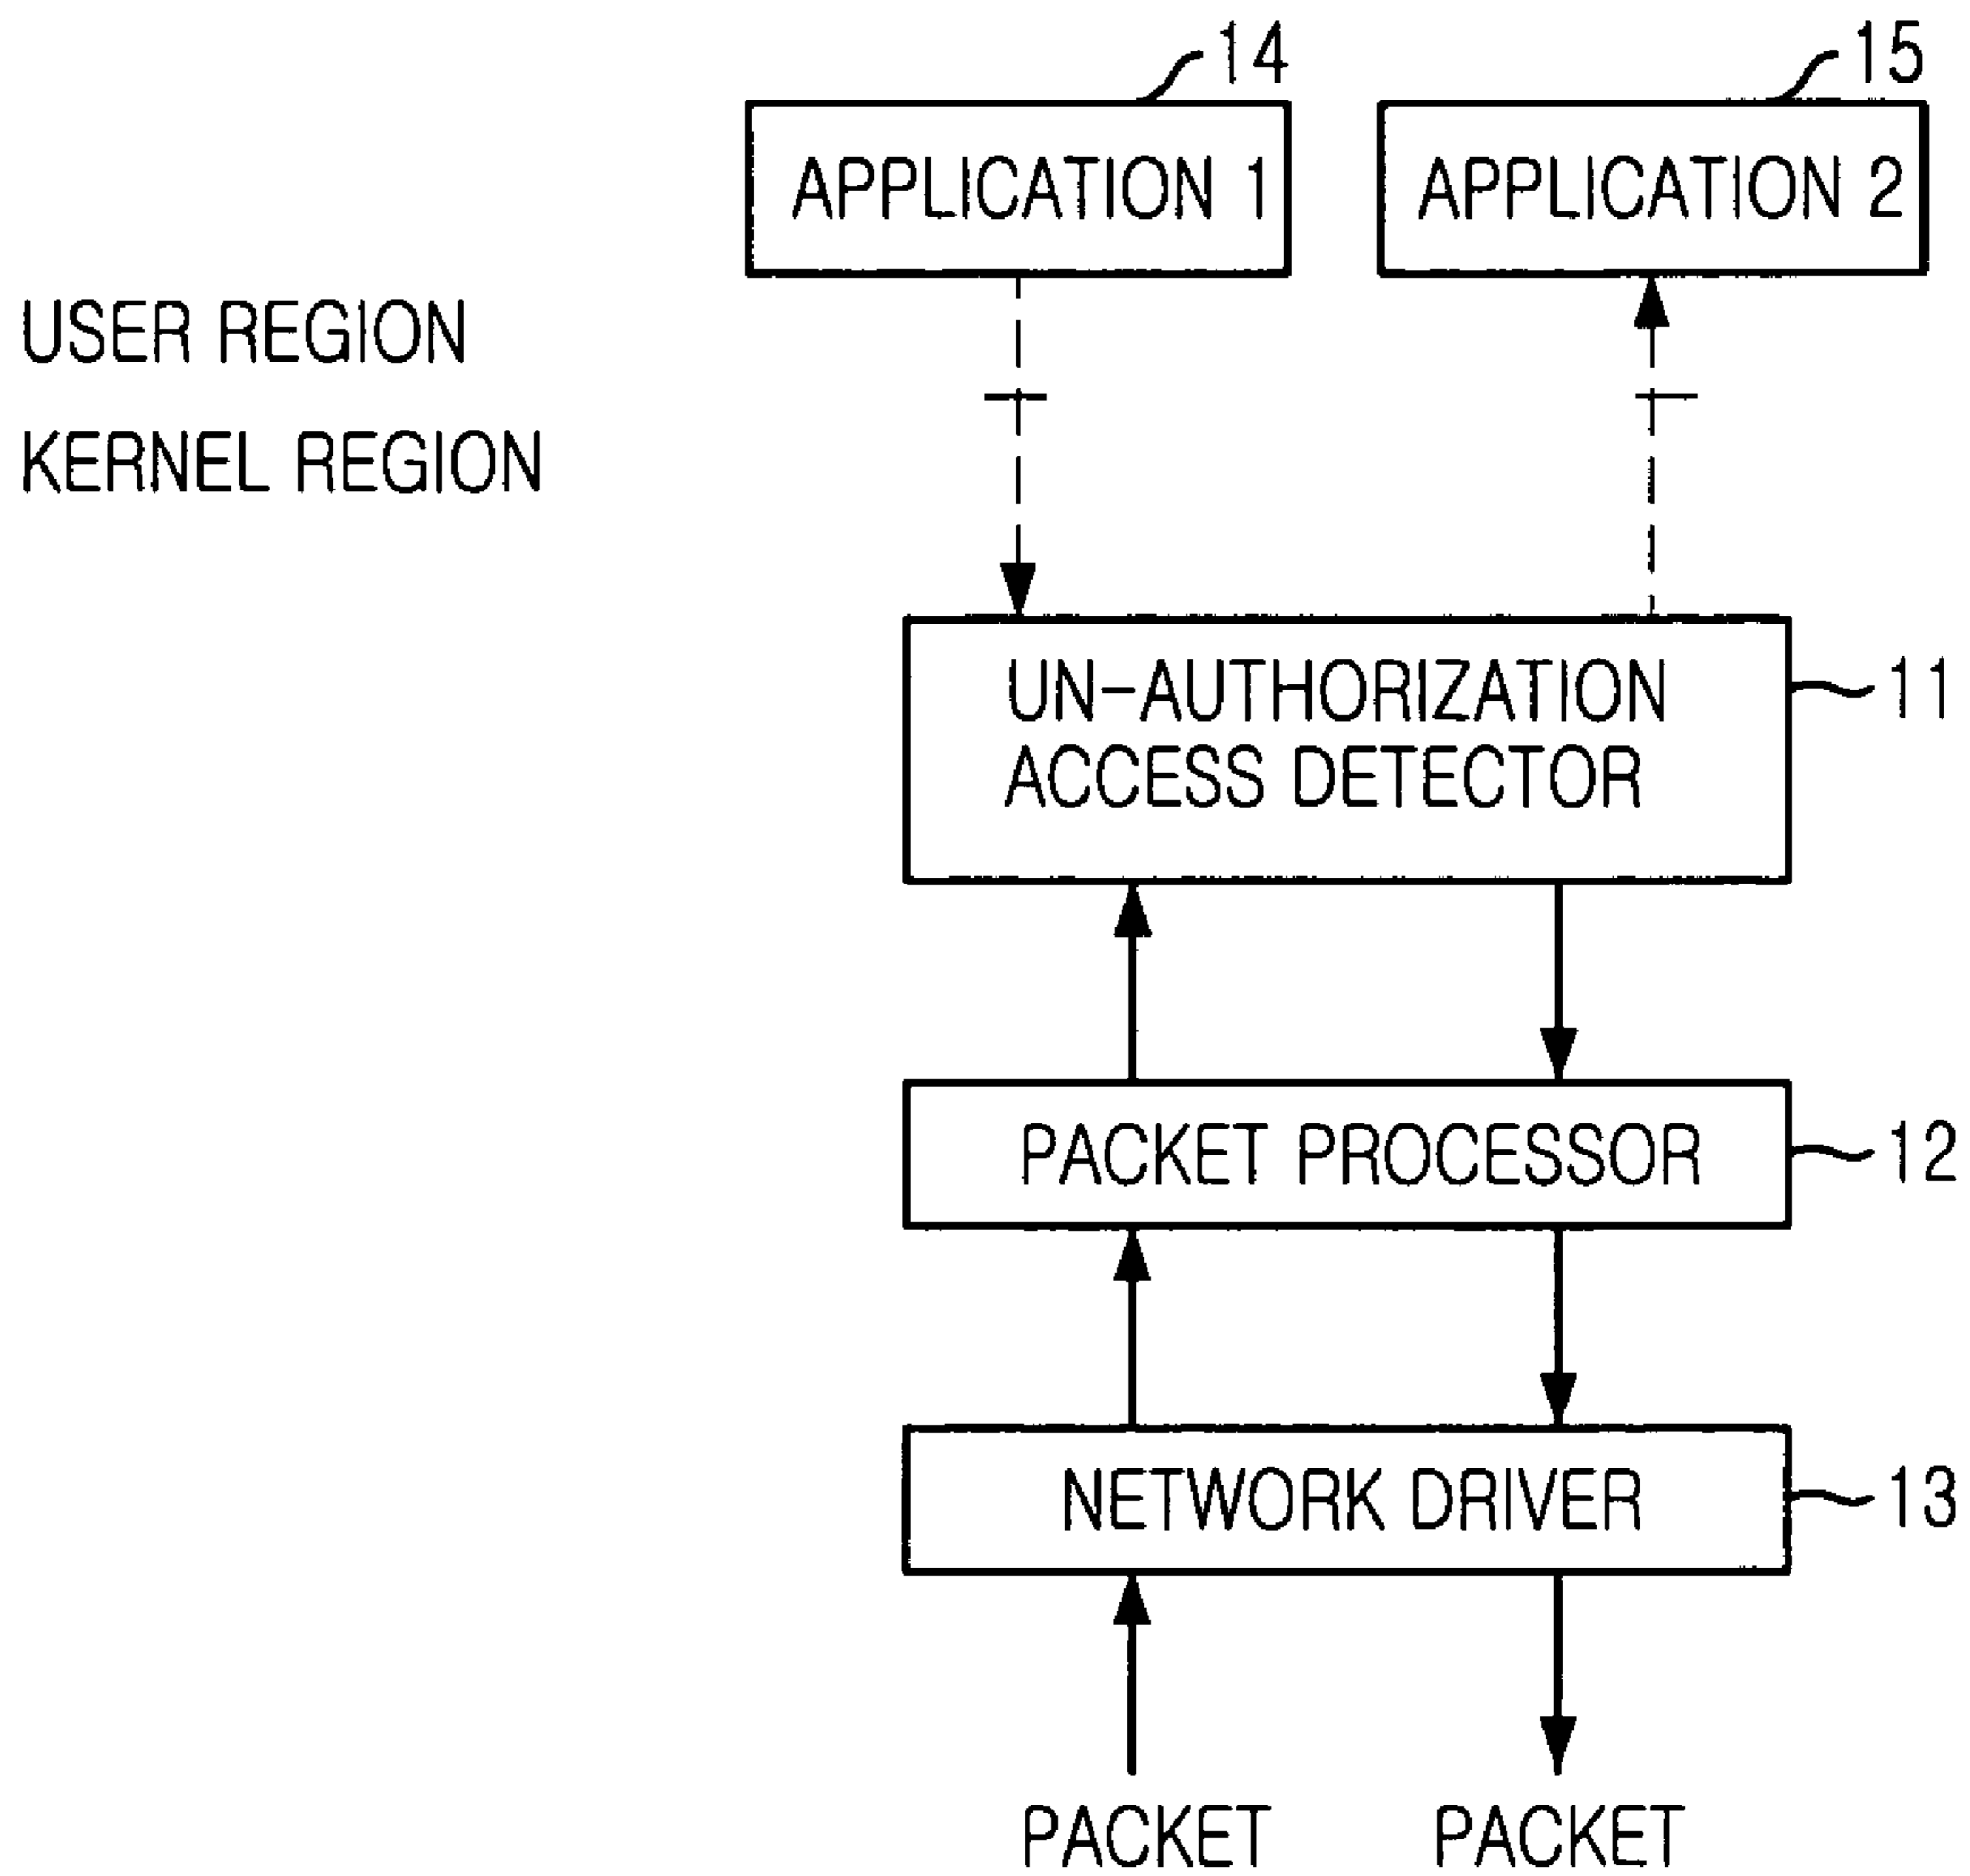 14
15
APPLICATION 1
APPLICATION 2
USER REGION
KERNEL REGION
UN-AUTHORIZATION
ACCESS DETECTOR
11
PACKET PROCESSOR
12
NETWORK DRIVER
13
PACKET
PACKET